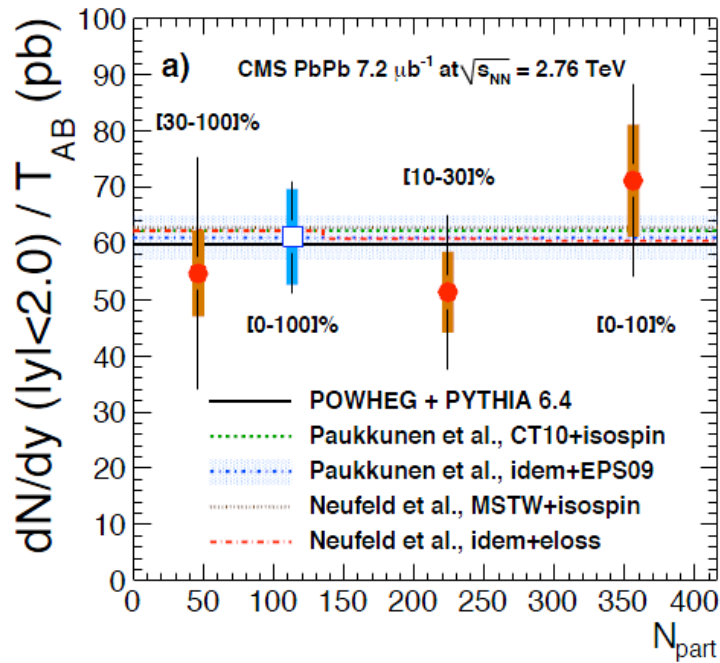 a) CMS PbPb 7.2 μb⁻¹ at √s_NN = 2.76 TeV
[30-100]%
[10-30]%
[0-100]%
[0-10]%
POWHEG + PYTHIA 6.4
Paukkunen et al., CT10+isospin
Paukkunen et al., idem+EPS09
Neufeld et al., MSTW+isospin
Neufeld et al., idem+eloss
dN/dy (|y|<2.0) / T_AB (pb)
100
90
80
70
60
50
40
30
20
10
0
0 50 100 150 200 250 300 350 400
N_part